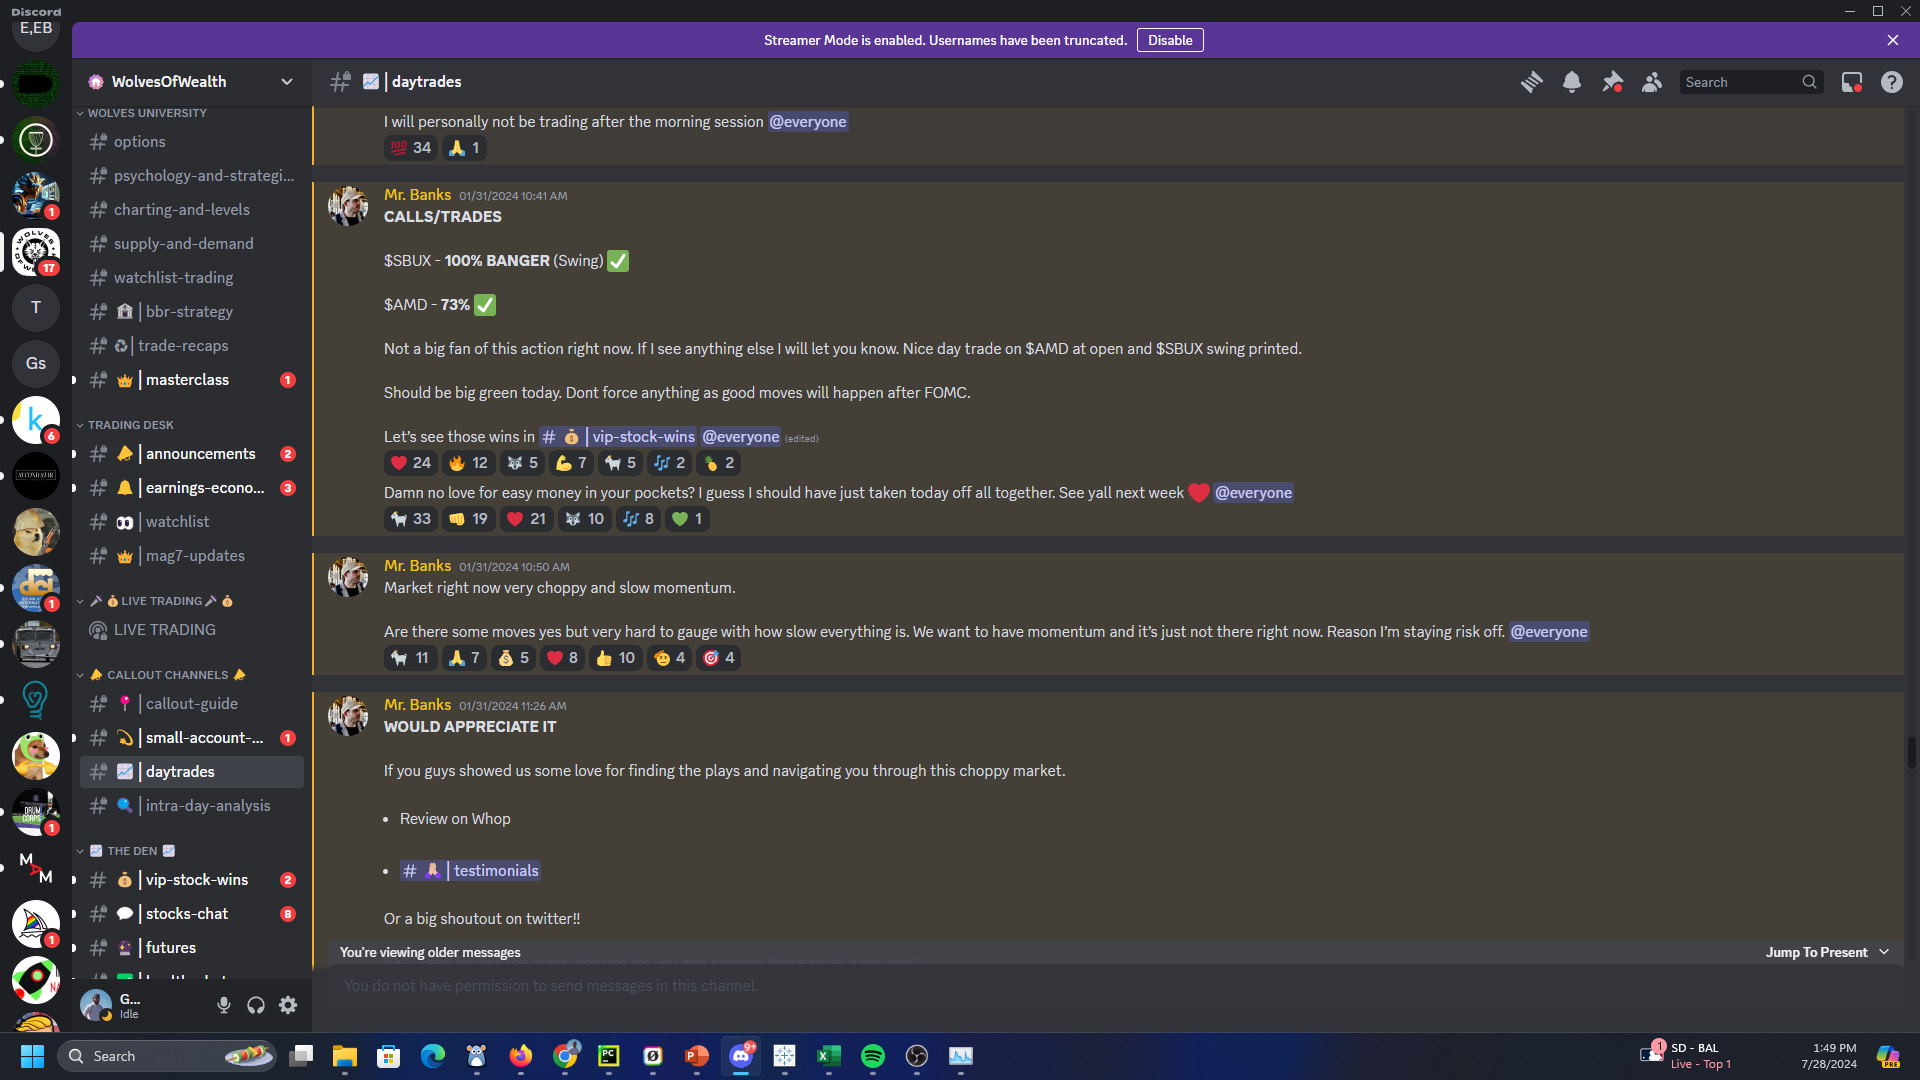 Discord
E,EB
Streamer Mode is enabled. Usernames have been truncated.
Disable
WolvesOfWealth
WOLVES UNIVERSITY
options
psychology-and-strategi...
charting-and-levels
supply-and-demand
watchlist-trading
bbr-strategy
trade-recaps
masterclass 1
TRADING DESK
announcements 2
earnings-econo... 3
watchlist
mag7-updates
LIVE TRADING
LIVE TRADING
CALLOUT CHANNELS
callout-guide
small-account-... 1
daytrades
intra-day-analysis
THE DEN
vip-stock-wins 2
stocks-chat 8
futures
1
17
T
Gs
k
6
SECOND STAR
dci
1
DRUM CORPS
1
MAM
1
G...
Idle
daytrades
Search
I will personally not be trading after the morning session @everyone
💯 34 🙏 1
Mr. Banks 01/31/2024 10:41 AM
CALLS/TRADES
$SBUX - 100% BANGER (Swing) ✅
$AMD - 73% ✅
Not a big fan of this action right now. If I see anything else I will let you know. Nice day trade on $AMD at open and $SBUX swing printed.
Should be big green today. Dont force anything as good moves will happen after FOMC.
Let's see those wins in # 💰 | vip-stock-wins @everyone (edited)
24 12 5 7 5 2 2
Damn no love for easy money in your pockets? I guess I should have just taken today off all together. See yall next week ❤️ @everyone
33 19 21 10 8 1
Mr. Banks 01/31/2024 10:50 AM
Market right now very choppy and slow momentum.
Are there some moves yes but very hard to gauge with how slow everything is. We want to have momentum and it's just not there right now. Reason I'm staying risk off. @everyone
11 7 5 8 10 4 4
Mr. Banks 01/31/2024 11:26 AM
WOULD APPRECIATE IT
If you guys showed us some love for finding the plays and navigating you through this choppy market.
• Review on Whop
• # 🙏 | testimonials
Or a big shoutout on twitter!!
You're viewing older messages
Jump To Present
You do not have permission to send messages in this channel.
Search
PC
9+
1
SD - BAL
Live - Top 1
1:49 PM
7/28/2024
PRE